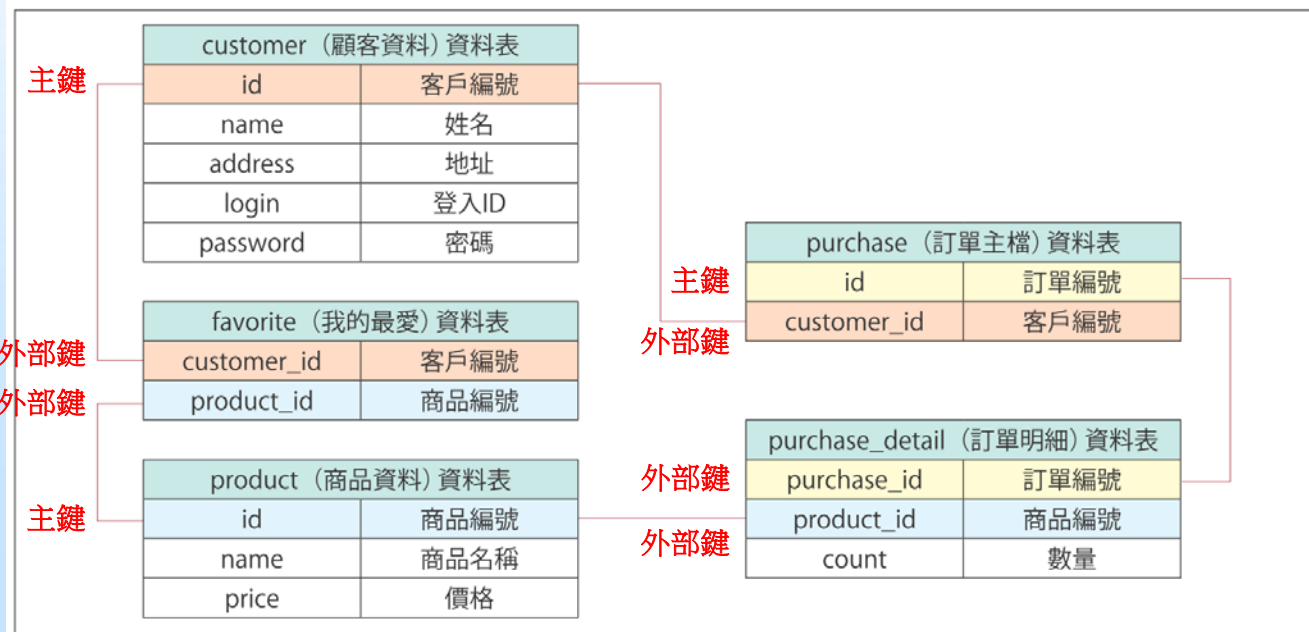 customer（顧客資料）資料表
主鍵 id 客戶編號
name 姓名
address 地址
login 登入ID
password 密碼
favorite（我的最愛）資料表
外部鍵 customer_id 客戶編號
外部鍵 product_id 商品編號
product（商品資料）資料表
主鍵 id 商品編號
name 商品名稱
price 價格
purchase（訂單主檔）資料表
主鍵 id 訂單編號
外部鍵 customer_id 客戶編號
purchase_detail（訂單明細）資料表
外部鍵 purchase_id 訂單編號
外部鍵 product_id 商品編號
count 數量